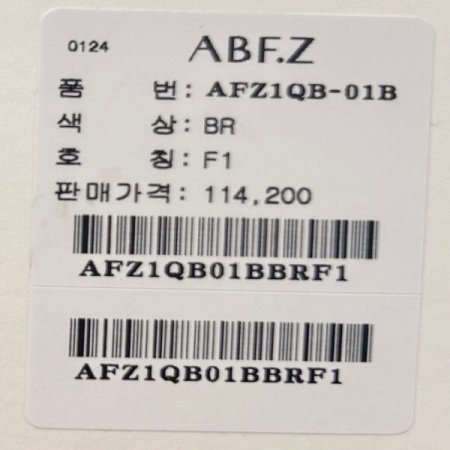 0124 ABF.Z
품 번: AFZ1QB-01B
색 상: BR
호 칭: F1
판매가격: 114,200
AFZ1QB01BBRF1
AFZ1QB01BBRF1